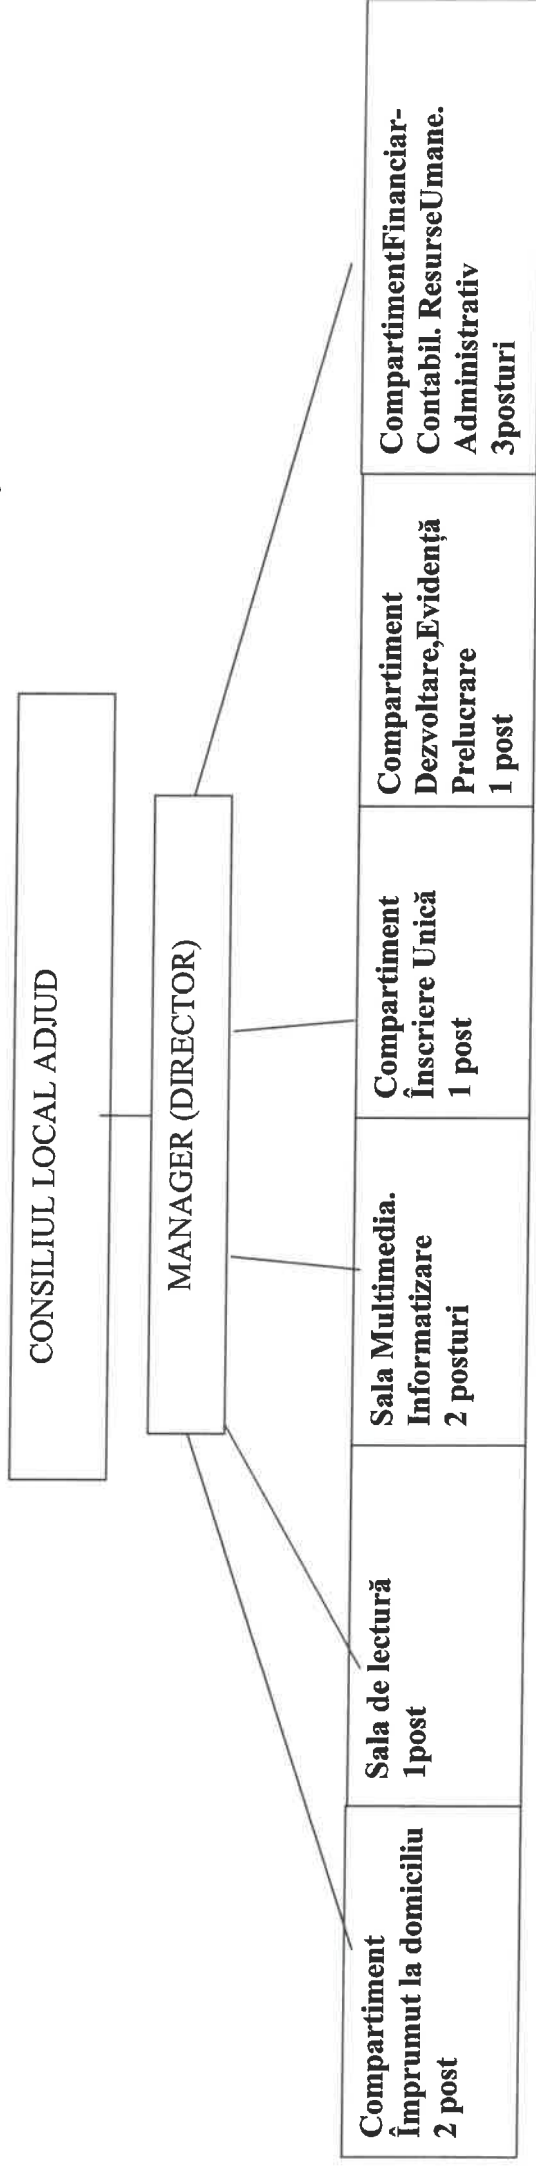 CONSILIUL LOCAL ADJUD
MANAGER (DIRECTOR)
Compartiment
Împrumut la domiciliu
2 post
Sala de lectură
1post
Sala Multimedia.
Informatizare
2 posturi
Compartiment
Înscriere Unică
1 post
Compartiment
Dezvoltare,Evidență
Prelucrare
1 post
CompartimentFinanciar-
Contabil. ResurseUmane.
Administrativ
3posturi